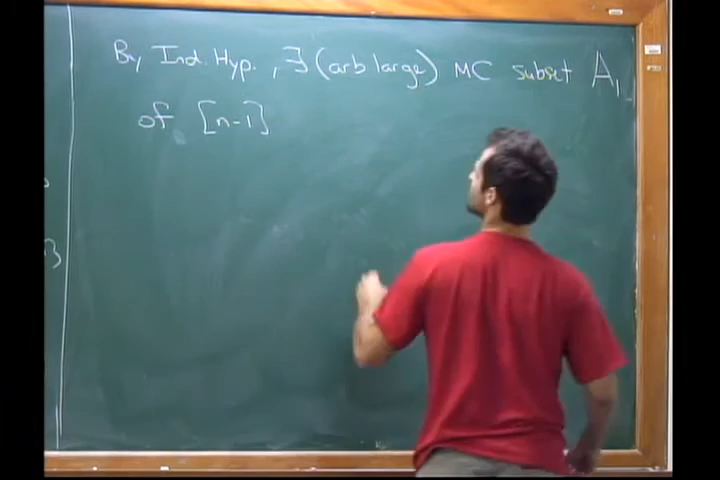 By Ind. Hyp., ∃ (arb large) MC subset A₁
of [n-1]